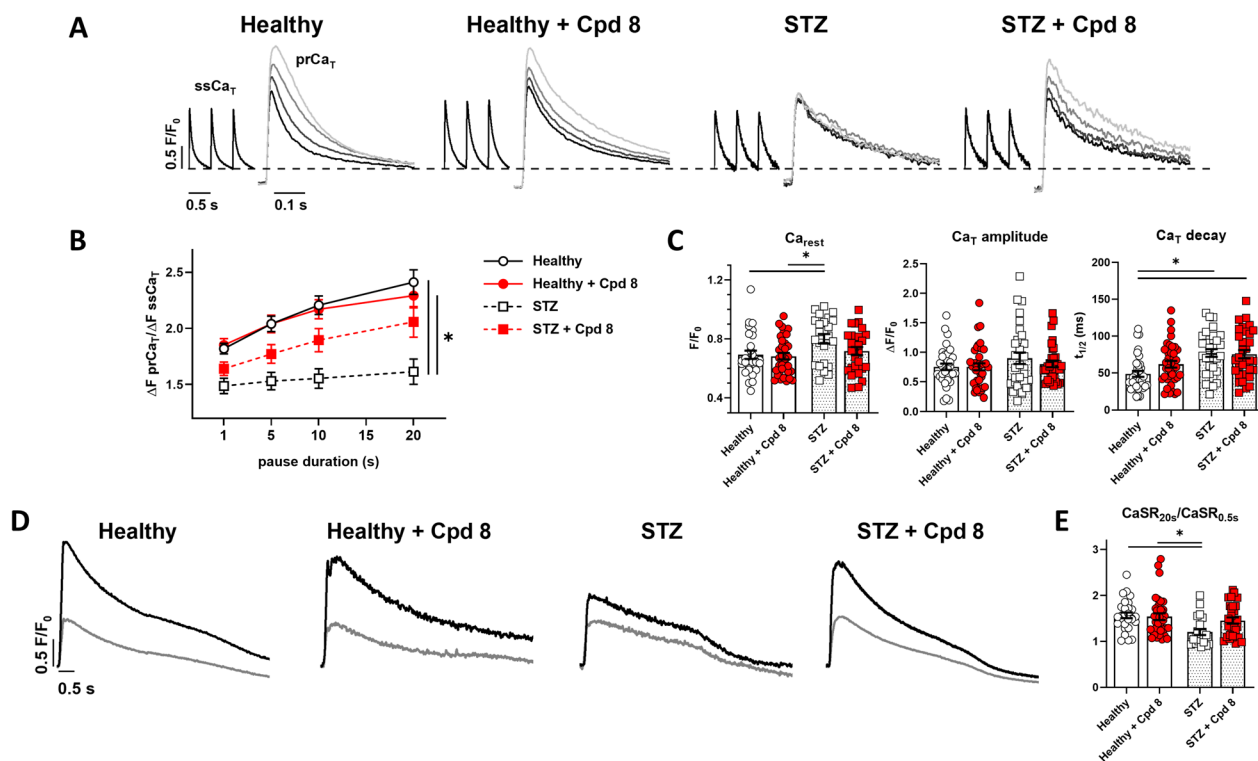 A
Healthy
Healthy + Cpd 8
STZ
STZ + Cpd 8
ssCaT
prCaT
0.5 F/F0
0.5 s
0.1 s
B
ΔF prCaT/ΔF ssCaT
2.5
2.0
1.5
1
5
10
15
20
pause duration (s)
Healthy
Healthy + Cpd 8
STZ
STZ + Cpd 8
*
C
Carest
*
F/F0
1.2
1.0
0.8
0.6
0.4
Healthy
Healthy + Cpd 8
STZ
STZ + Cpd 8
CaT amplitude
ΔF/F0
2.5
2.0
1.5
1.0
0.5
0.0
Healthy
Healthy + Cpd 8
STZ
STZ + Cpd 8
CaT decay
*
t1/2 (ms)
200
150
100
50
0
Healthy
Healthy + Cpd 8
STZ
STZ + Cpd 8
D
Healthy
Healthy + Cpd 8
STZ
STZ + Cpd 8
0.5 F/F0
0.5 s
E
CaSR20s/CaSR0.5s
*
3
2
1
0
Healthy
Healthy + Cpd 8
STZ
STZ + Cpd 8